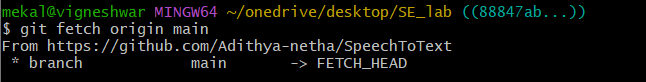 mekal@vigneshwar MINGW64 ~/onedrive/desktop/SE_lab ((88847ab...))
$ git fetch origin main
From https://github.com/Adithya-netha/SpeechToText
 * branch            main       -> FETCH_HEAD